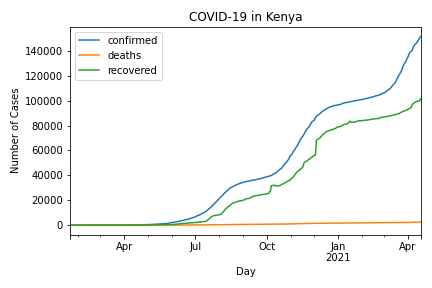 COVID-19 in Kenya
confirmed
deaths
recovered
Number of Cases
140000
120000
100000
80000
60000
40000
20000
0
Apr Jul Oct Jan Apr
2021
Day